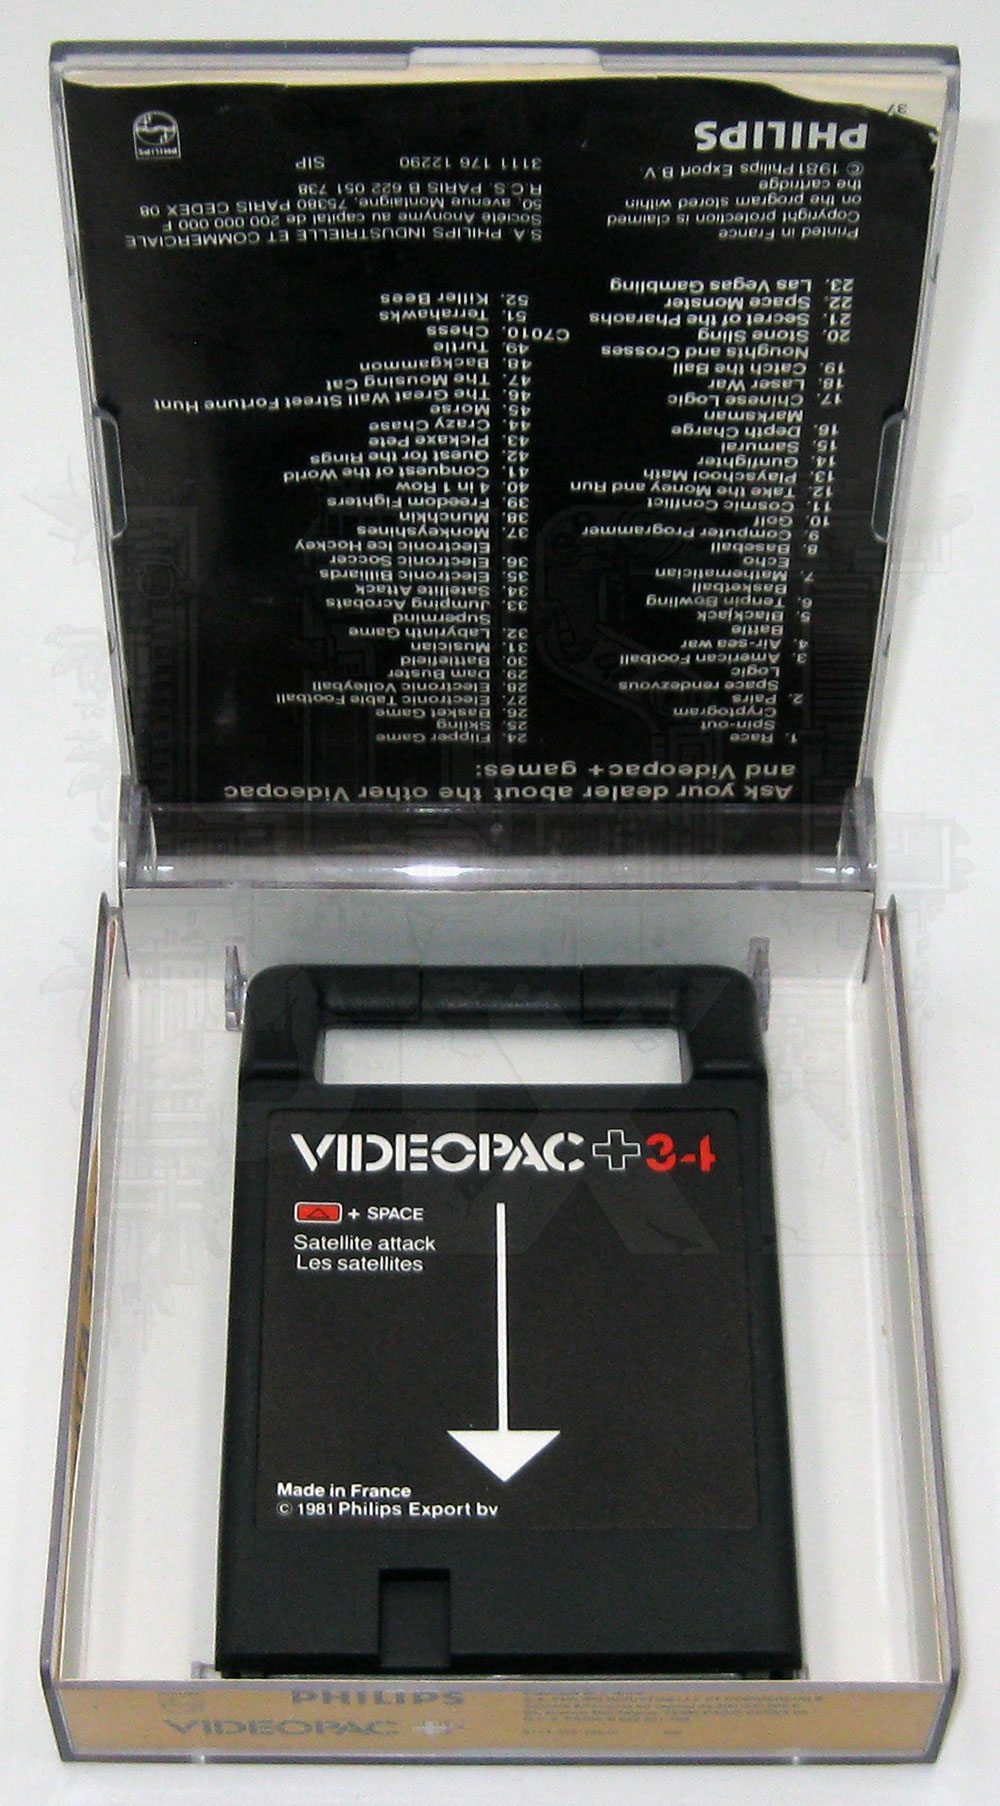 Ask your dealer about the other Videopac
and Videopac + games:
1. Race
Spin-out
Cryptogram
2. Pairs
Space rendezvous
Logic
3. American Football
4. Air-sea war
Battle
5. Blackjack
6. Tenpin Bowling
Basketball
7. Mathematician
Echo
8. Baseball
9. Computer Programmer
10. Golf
11. Cosmic Conflict
12. Take the Money and Run
13. Playschool Math
14. Gunfighter
15. Samurai
16. Depth Charge
Marksman
17. Chinese Logic
18. Laser War
19. Catch the Ball
Noughts and Crosses
20. Stone Sling
21. Secret of the Pharaohs
22. Space Monster
23. Las Vegas Gambling
24. Flipper Game
25. Skiing
26. Basket Game
27. Electronic Table Football
28. Electronic Volleyball
29. Dam Buster
30. Battlefield
31. Musician
32. Labyrinth Game
Supermind
33. Jumping Acrobats
34. Satellite Attack
35. Electronic Billiards
36. Electronic Soccer
Electronic Ice Hockey
37. Monkeyshines
38. Munchkin
39. Freedom Fighters
40. 4 in 1 Row
41. Conquest of the World
42. Quest for the Rings
43. Pickaxe Pete
44. Crazy Chase
45. Morse
46. The Great Wall Street Fortune Hunt
47. The Mousing Cat
48. Backgammon
49. Turtle
C7010. Chess
51. Terrahawks
52. Killer Bees
Printed in France
Copyright protection is claimed
on the program stored within
the cartridge
© 1981 Philips Export B.V.
PHILIPS
S.A. PHILIPS INDUSTRIELLE ET COMMERCIALE
Société Anonyme au capital de 200 000 000 F
50, avenue Montaigne, 75380 PARIS CEDEX 08
R.C.S. PARIS B 622 051 738
3111 176 12290 SIP
PHILIPS
37
VIDEOPAC + 34
+ SPACE
Satellite attack
Les satellites
Made in France
© 1981 Philips Export bv
PHILIPS
VIDEOPAC +